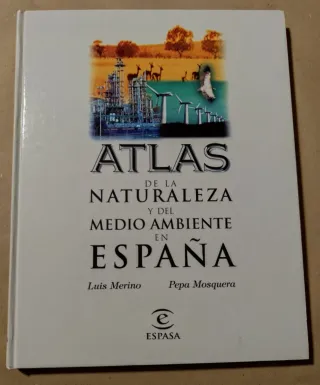 ATLAS
DE LA
NATURALEZA
Y DEL
MEDIO AMBIENTE
EN
ESPAÑA
Luis Merino Pepa Mosquera
e
ESPASA